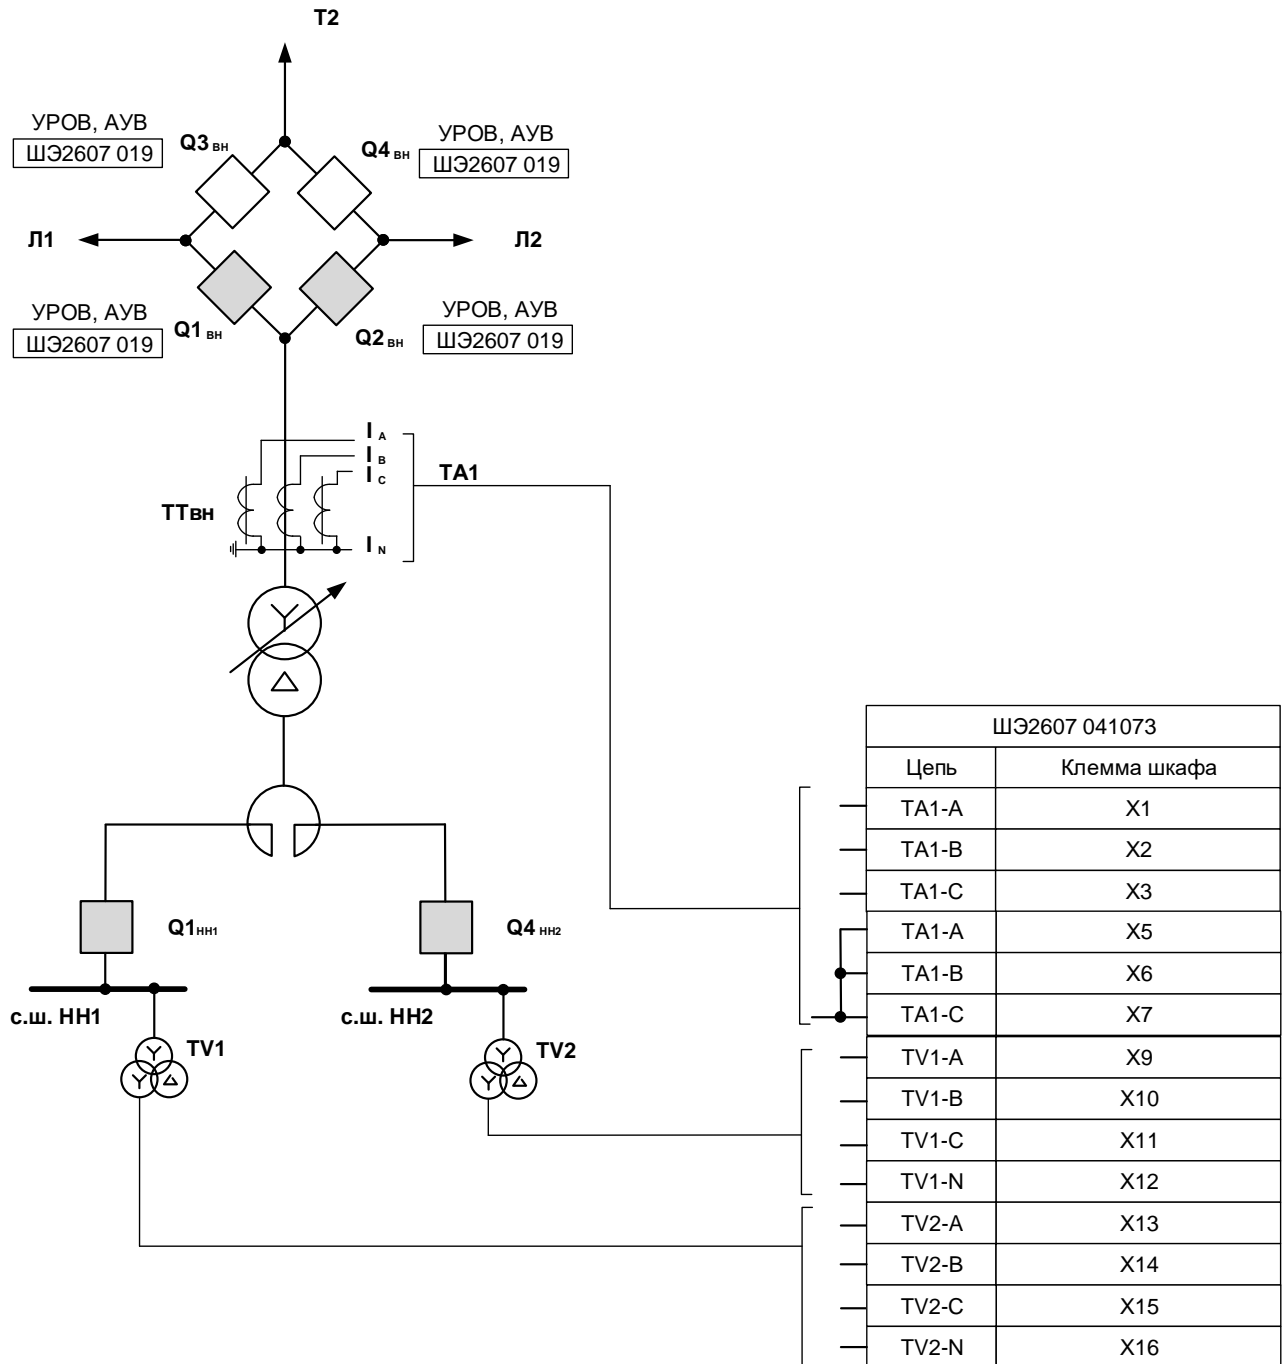 T2
УРОВ, АУВ
ШЭ2607 019
Q3 ВН
Q4 ВН
УРОВ, АУВ
ШЭ2607 019
Л1
Л2
УРОВ, АУВ
ШЭ2607 019
Q1 ВН
Q2 ВН
УРОВ, АУВ
ШЭ2607 019
I A
I B
I C
TA1
ТТВН
I N
ШЭ2607 041073
Цепь Клемма шкафа
TA1-A X1
TA1-B X2
TA1-C X3
TA1-A X5
TA1-B X6
TA1-C X7
TV1-A X9
TV1-B X10
TV1-C X11
TV1-N X12
TV2-A X13
TV2-B X14
TV2-C X15
TV2-N X16
Q1НН1
Q4 НН2
с.ш. НН1
с.ш. НН2
TV1
TV2